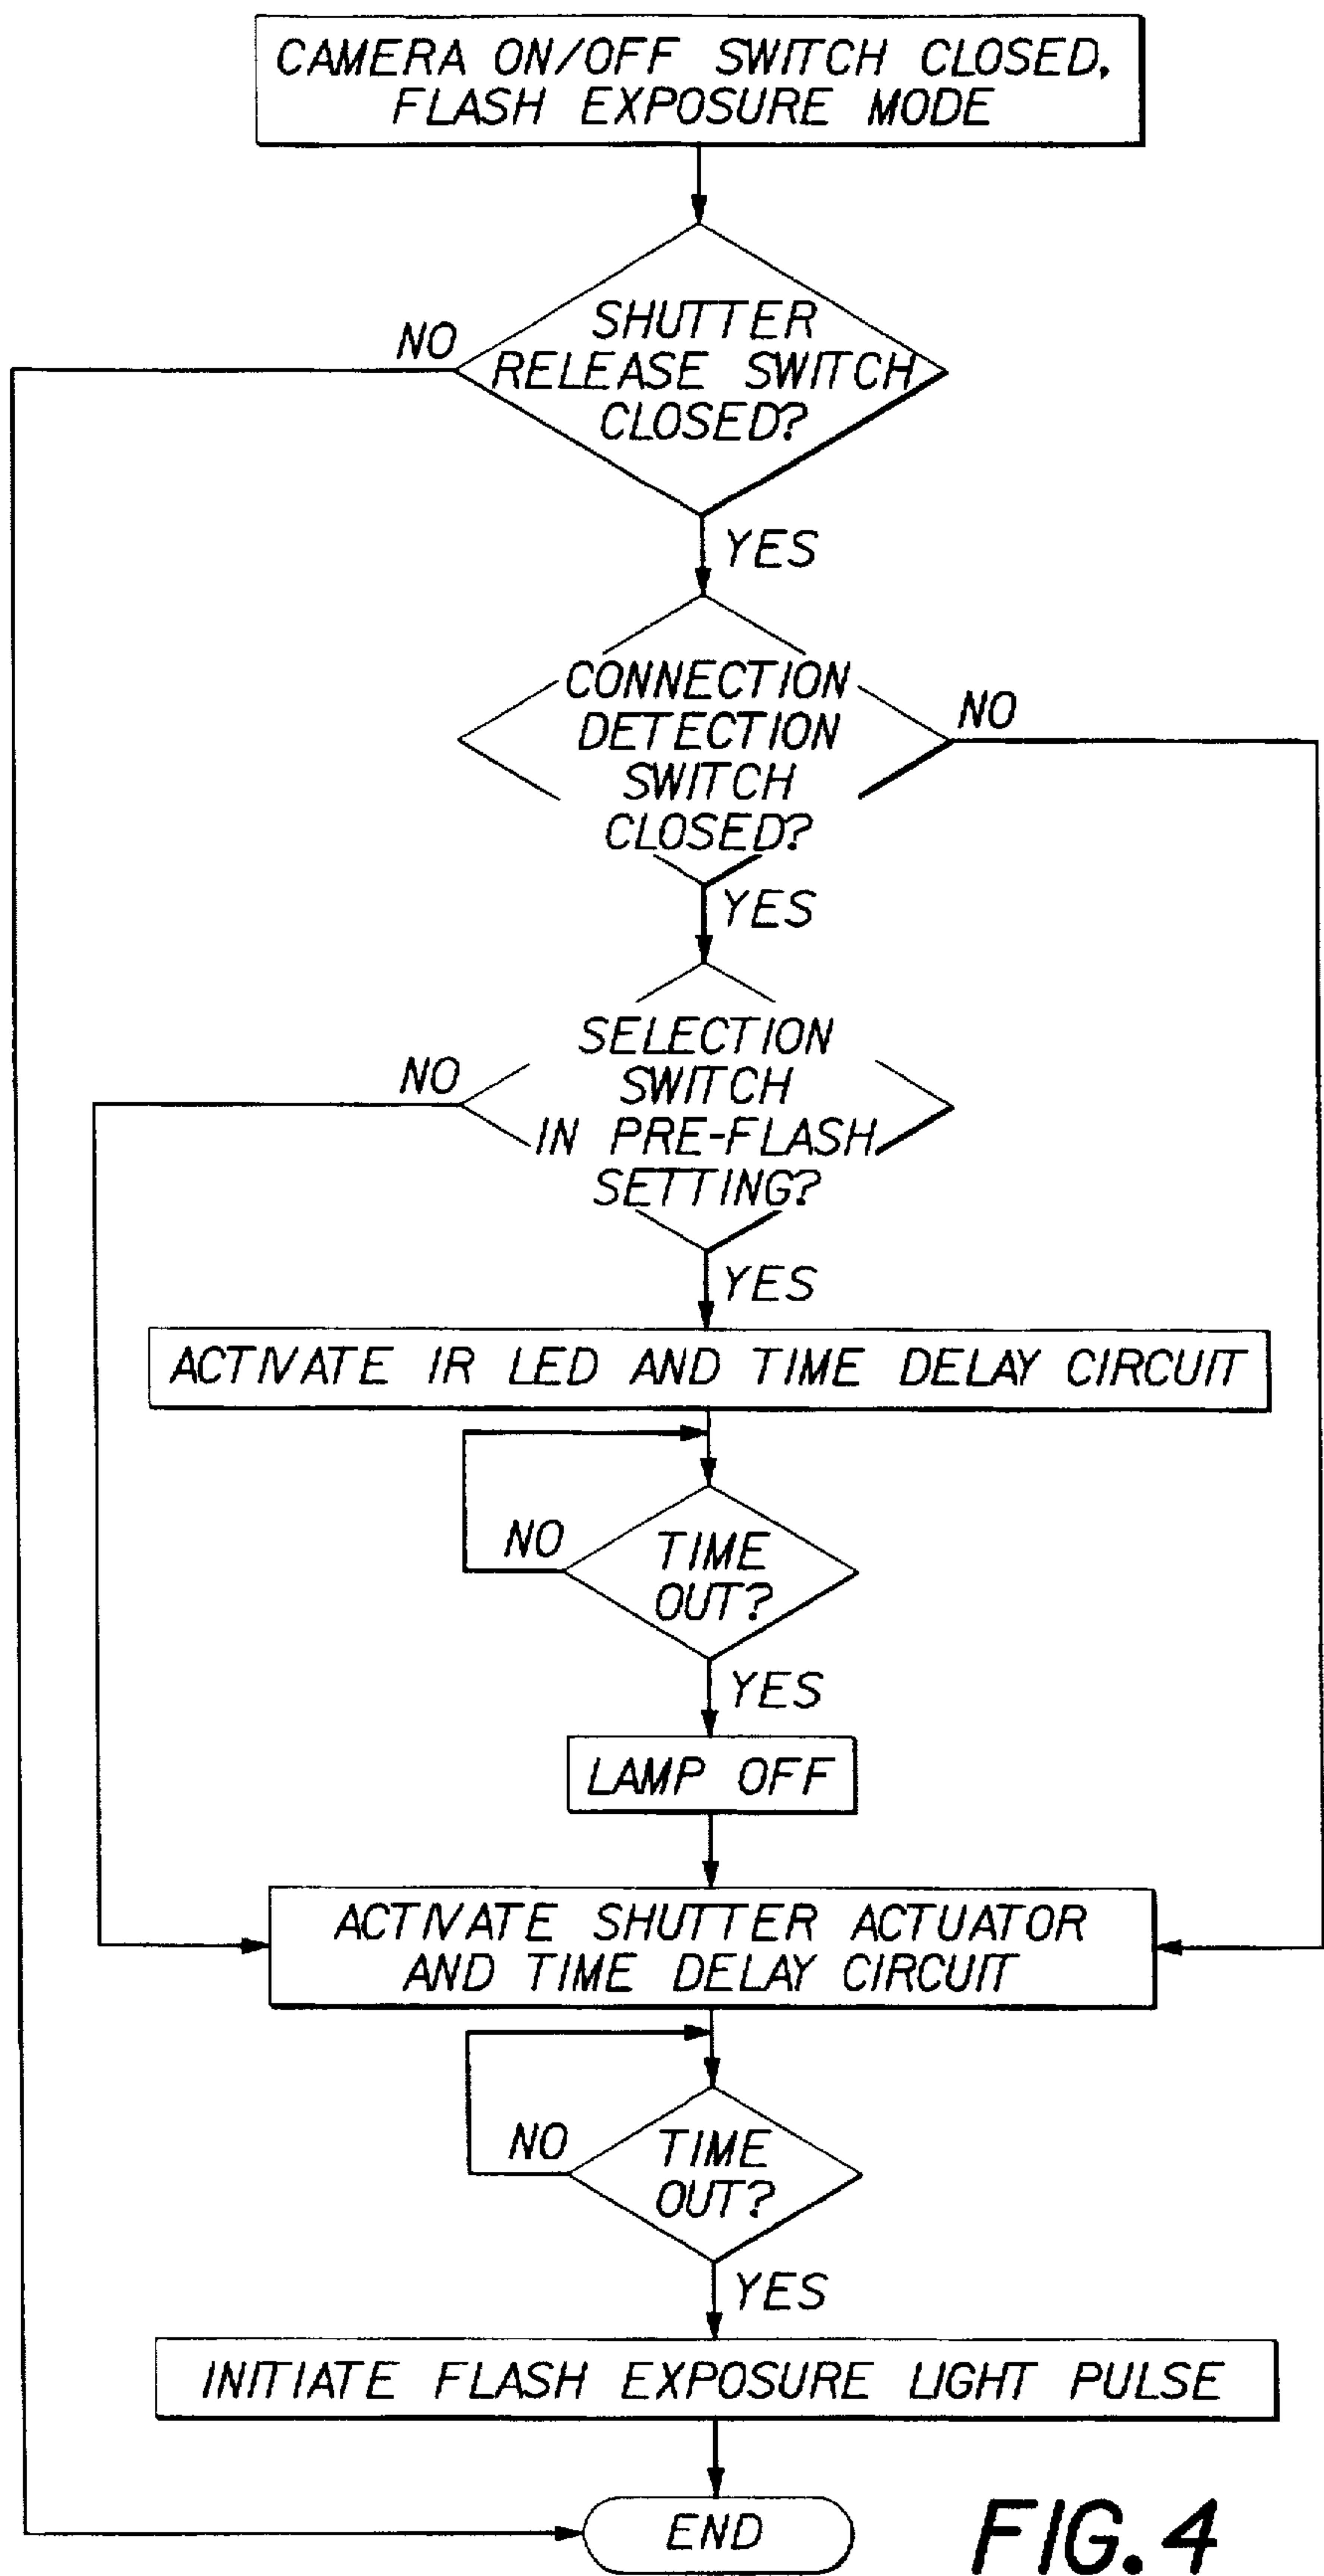 CAMERA ON/OFF SWITCH CLOSED,
FLASH EXPOSURE MODE
SHUTTER
RELEASE SWITCH
CLOSED?
NO
YES
CONNECTION
DETECTION
SWITCH
CLOSED?
NO
YES
SELECTION
SWITCH
IN PRE-FLASH
SETTING?
NO
YES
ACTIVATE IR LED AND TIME DELAY CIRCUIT
TIME
OUT?
NO
YES
LAMP OFF
ACTIVATE SHUTTER ACTUATOR
AND TIME DELAY CIRCUIT
TIME
OUT?
NO
YES
INITIATE FLASH EXPOSURE LIGHT PULSE
END
FIG. 4